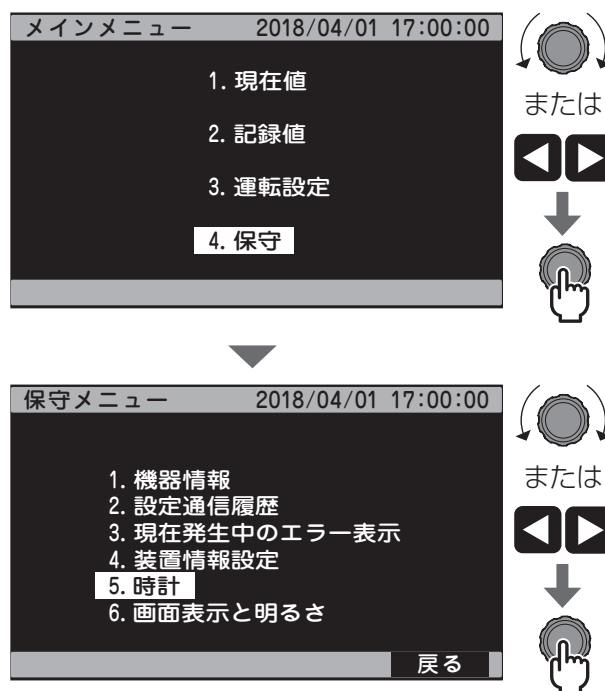 メインメニュー 2018/04/01 17:00:00
1. 現在値
2. 記録値
3. 運転設定
4. 保守
または
保守メニュー 2018/04/01 17:00:00
1. 機器情報
2. 設定通信履歴
3. 現在発生中のエラー表示
4. 装置情報設定
5. 時計
6. 画面表示と明るさ
戻る
または